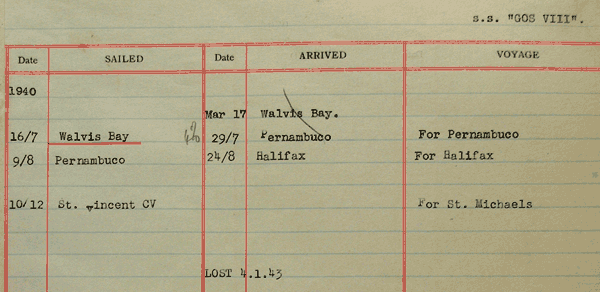 s.s. "GOS VIII".
Date SAILED Date ARRIVED VOYAGE
1940
Mar 17 Walvis Bay.
16/7 Walvis Bay 29/7 Pernambuco For Pernambuco
9/8 Pernambuco 24/8 Halifax For Halifax
10/12 St. Vincent CV For St. Michaels
LOST 4.1.43